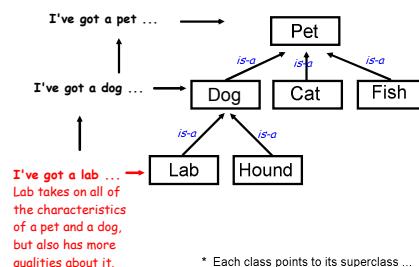 I've got a pet ...
Pet
is-a
is-a
is-a
I've got a dog ...
Dog
Cat
Fish
is-a
is-a
I've got a lab ...
Lab
Hound
Lab takes on all of
the characteristics
of a pet and a dog,
but also has more
qualities about it.
* Each class points to its superclass ...